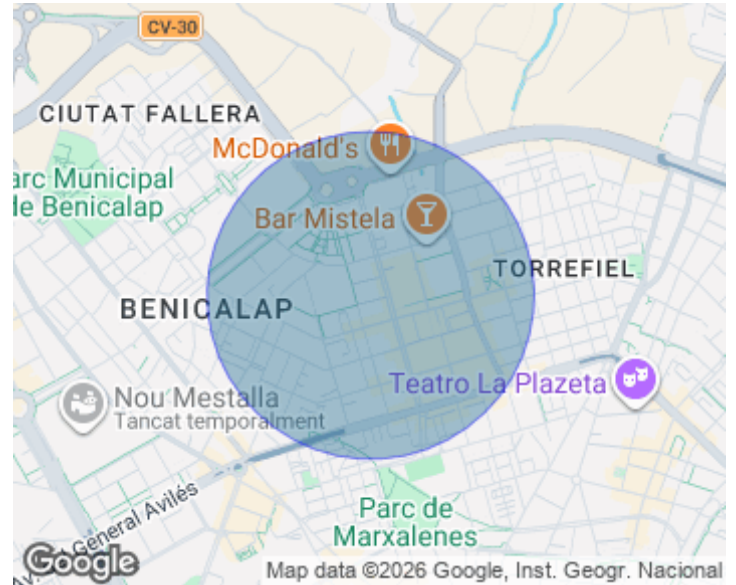 CV-30
CIUTAT FALLERA
McDonald's
arc Municipal
de Benicalap
Bar Mistela
TORREFIEL
BENICALAP
Teatro La Plazeta
Nou Mestalla
Tancat temporalment
Av. General Avilés
Parc de
Marxalenes
Google
Map data ©2026 Google, Inst. Geogr. Nacional